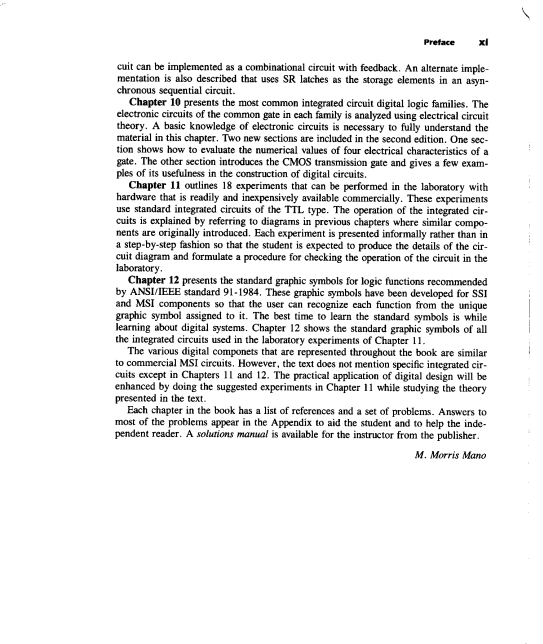 Preface xi
cuit can be implemented as a combinational circuit with feedback. An alternate imple-
mentation is also described that uses SR latches as the storage elements in an asyn-
chronous sequential circuit.
Chapter 10 presents the most common integrated circuit digital logic families. The
electronic circuits of the common gate in each family is analyzed using electrical circuit
theory. A basic knowledge of electronic circuits is necessary to fully understand the
material in this chapter. Two new sections are included in the second edition. One sec-
tion shows how to evaluate the numerical values of four electrical characteristics of a
gate. The other section introduces the CMOS transmission gate and gives a few exam-
ples of its usefulness in the construction of digital circuits.
Chapter 11 outlines 18 experiments that can be performed in the laboratory with
hardware that is readily and inexpensively available commercially. These experiments
use standard integrated circuits of the TTL type. The operation of the integrated cir-
cuits is explained by referring to diagrams in previous chapters where similar compo-
nents are originally introduced. Each experiment is presented informally rather than in
a step-by-step fashion so that the student is expected to produce the details of the cir-
cuit diagram and formulate a procedure for checking the operation of the circuit in the
laboratory.
Chapter 12 presents the standard graphic symbols for logic functions recommended
by ANSI/IEEE standard 91-1984. These graphic symbols have been developed for SSI
and MSI components so that the user can recognize each function from the unique
graphic symbol assigned to it. The best time to learn the standard symbols is while
learning about digital systems. Chapter 12 shows the standard graphic symbols of all
the integrated circuits used in the laboratory experiments of Chapter 11.
The various digital componets that are represented throughout the book are similar
to commercial MSI circuits. However, the text does not mention specific integrated cir-
cuits except in Chapters 11 and 12. The practical application of digital design will be
enhanced by doing the suggested experiments in Chapter 11 while studying the theory
presented in the text.
Each chapter in the book has a list of references and a set of problems. Answers to
most of the problems appear in the Appendix to aid the student and to help the inde-
pendent reader. A solutions manual is available for the instructor from the publisher.
M. Morris Mano